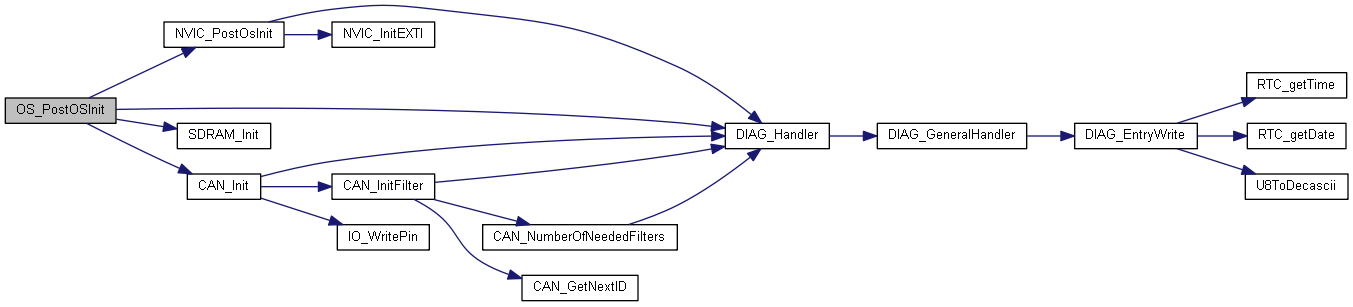 NVIC_PostOsInit
NVIC_InitEXTI
OS_PostOSInit
SDRAM_Init
CAN_Init
CAN_InitFilter
IO_WritePin
CAN_NumberOfNeededFilters
CAN_GetNextID
DIAG_Handler
DIAG_GeneralHandler
DIAG_EntryWrite
RTC_getTime
RTC_getDate
U8ToDecascii